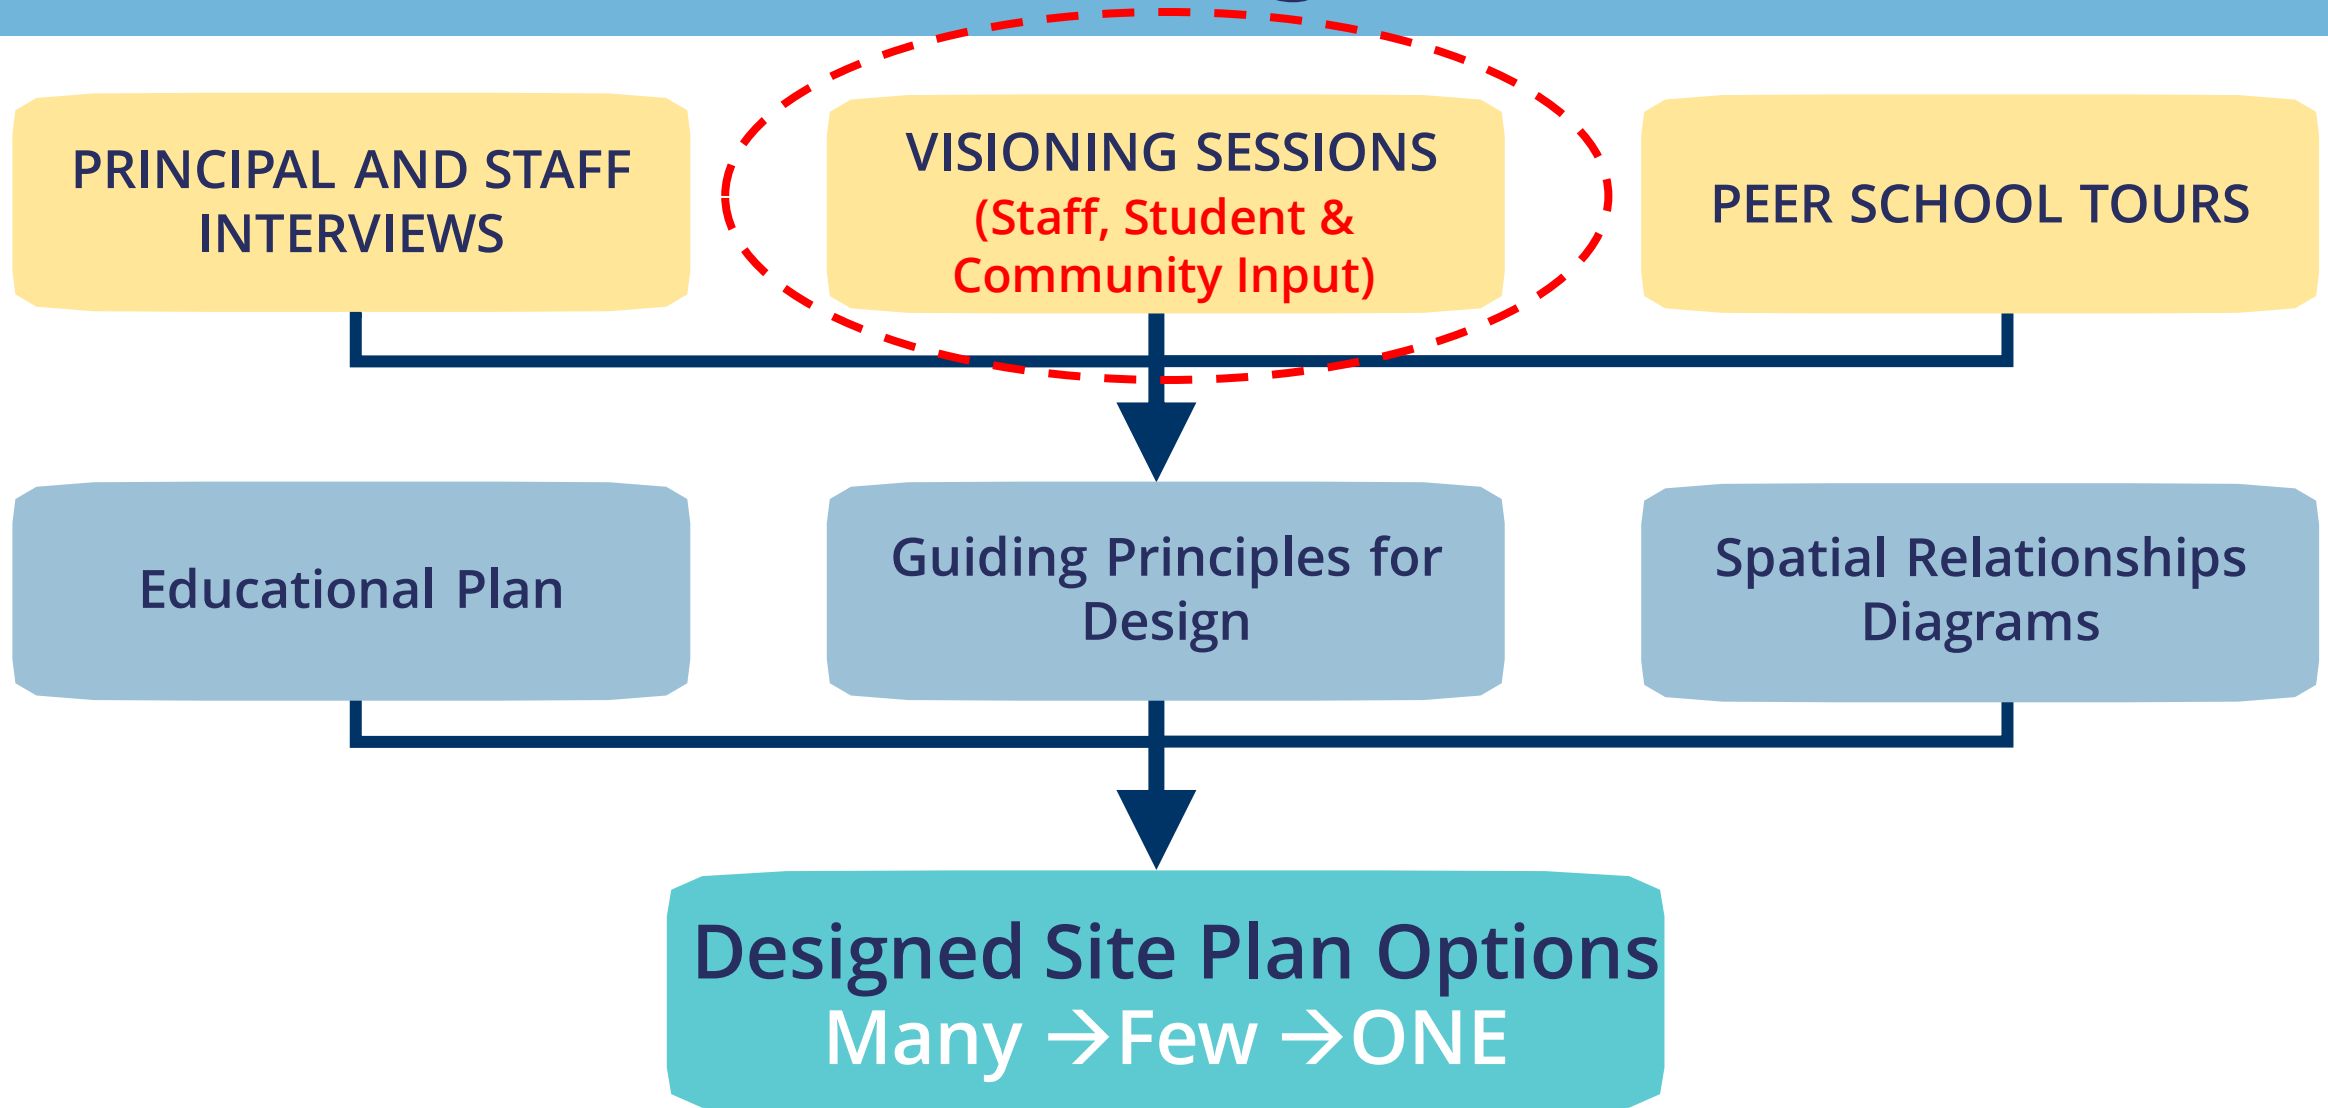 PRINCIPAL AND STAFF
INTERVIEWS
VISIONING SESSIONS
(Staff, Student &
Community Input)
PEER SCHOOL TOURS
Educational Plan
Guiding Principles for
Design
Spatial Relationships
Diagrams
Designed Site Plan Options
Many →Few →ONE